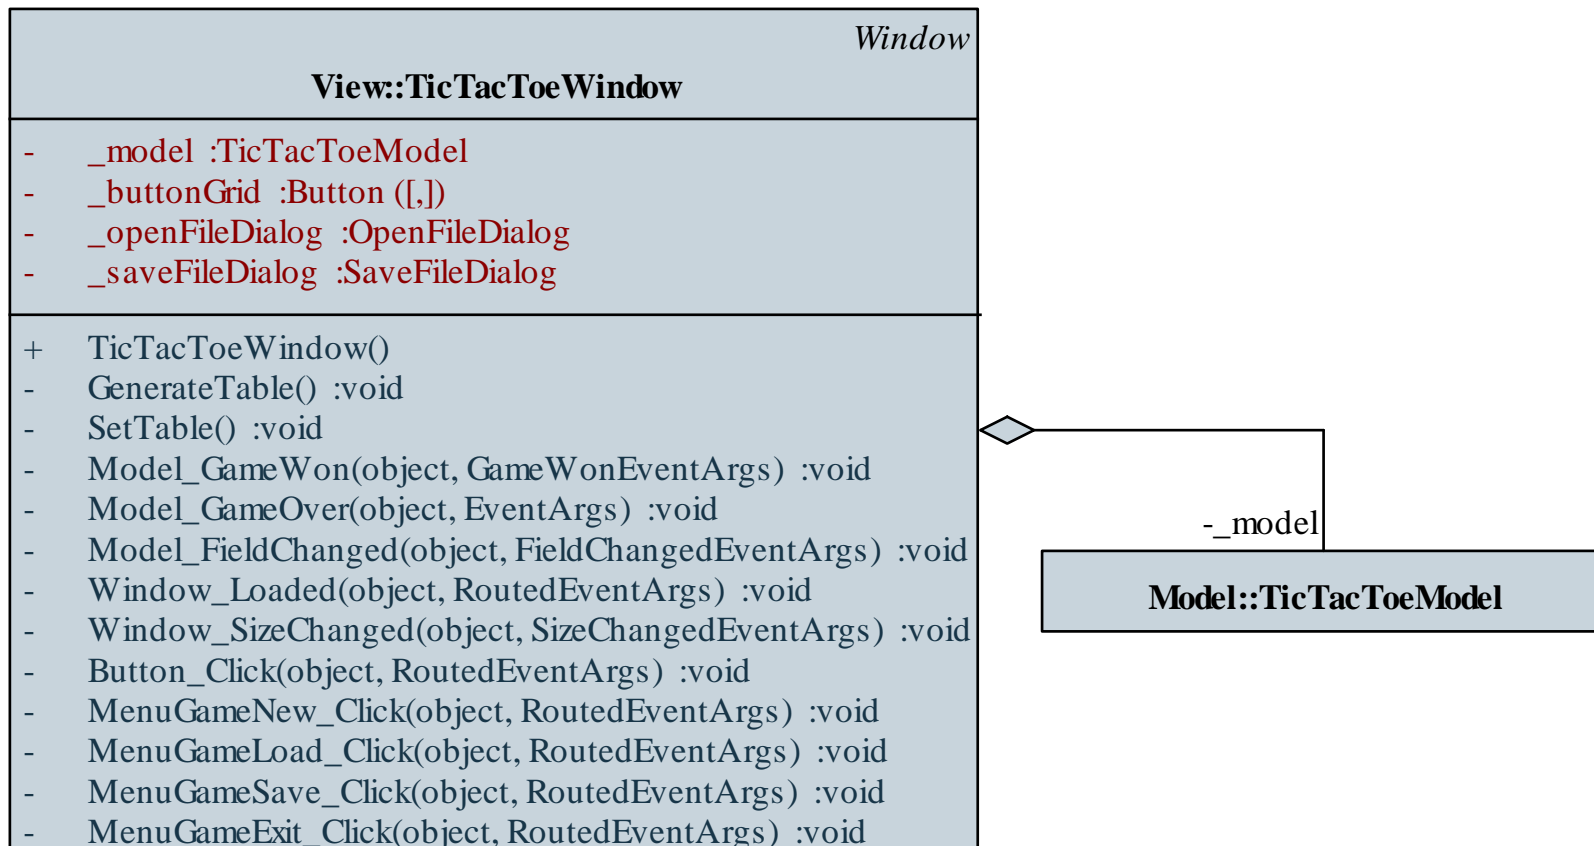 Window
View::TicTacToeWindow
- _model :TicTacToeModel
- _buttonGrid :Button ([,])
- _openFileDialog :OpenFileDialog
- _saveFileDialog :SaveFileDialog
+ TicTacToeWindow()
- GenerateTable() :void
- SetTable() :void
- Model_GameWon(object, GameWonEventArgs) :void
- Model_GameOver(object, EventArgs) :void
- Model_FieldChanged(object, FieldChangedEventArgs) :void
- Window_Loaded(object, RoutedEventArgs) :void
- Window_SizeChanged(object, SizeChangedEventArgs) :void
- Button_Click(object, RoutedEventArgs) :void
- MenuGameNew_Click(object, RoutedEventArgs) :void
- MenuGameLoad_Click(object, RoutedEventArgs) :void
- MenuGameSave_Click(object, RoutedEventArgs) :void
- MenuGameExit_Click(object, RoutedEventArgs) :void
-_model
Model::TicTacToeModel